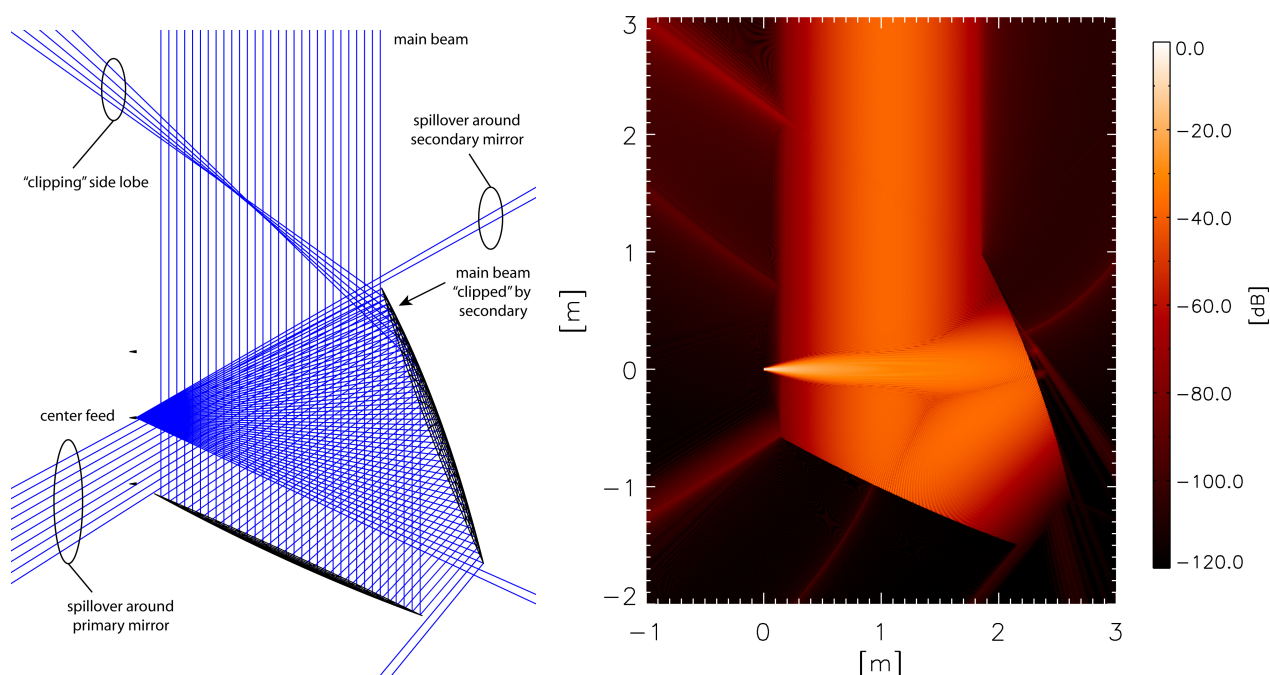 main beam
spillover around
secondary mirror
“clipping” side lobe
main beam
“clipped” by
secondary
center feed
spillover around
primary mirror
3
2
1
0
−1
−2
[m]
−1
0
1
2
3
[m]
0.0
−20.0
−40.0
−60.0
−80.0
−100.0
−120.0
[dB]